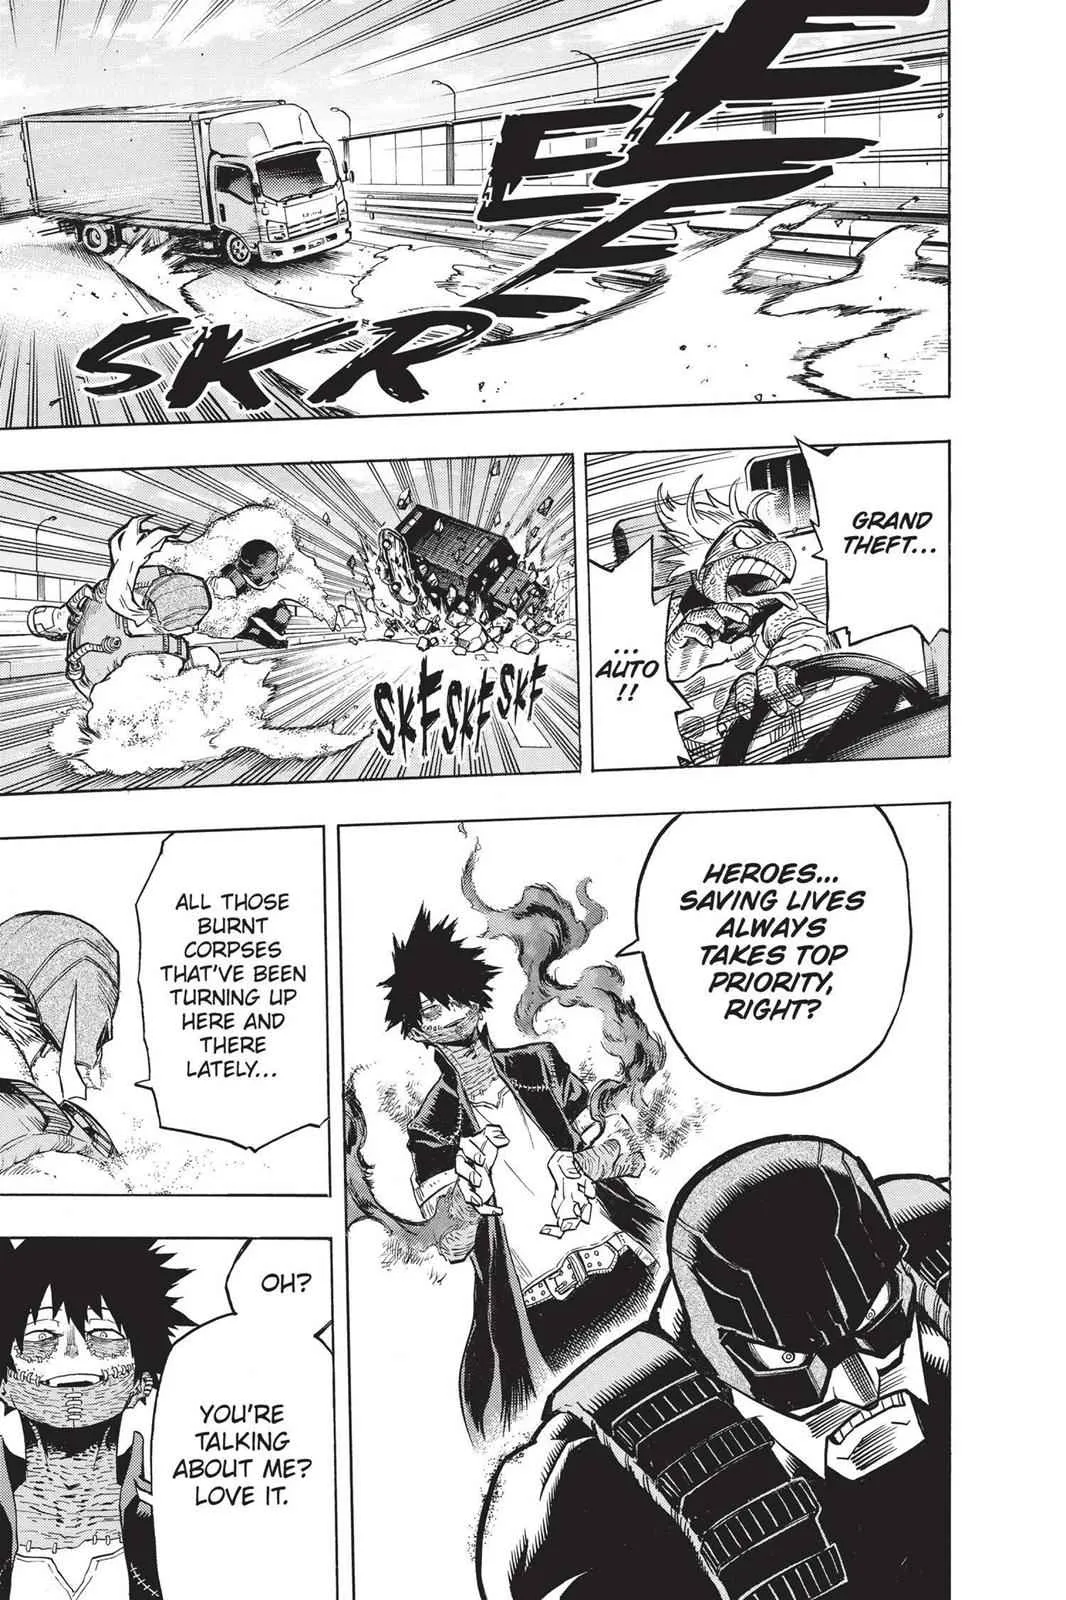 SKREEEE
GRAND
THEFT...
...
AUTO
!!
SKF SKF SKF
HEROES...
SAVING LIVES
ALWAYS
TAKES TOP
PRIORITY,
RIGHT?
ALL THOSE
BURNT
CORPSES
THAT'VE BEEN
TURNING UP
HERE AND
THERE
LATELY...
OH?
YOU'RE
TALKING
ABOUT ME?
LOVE IT.